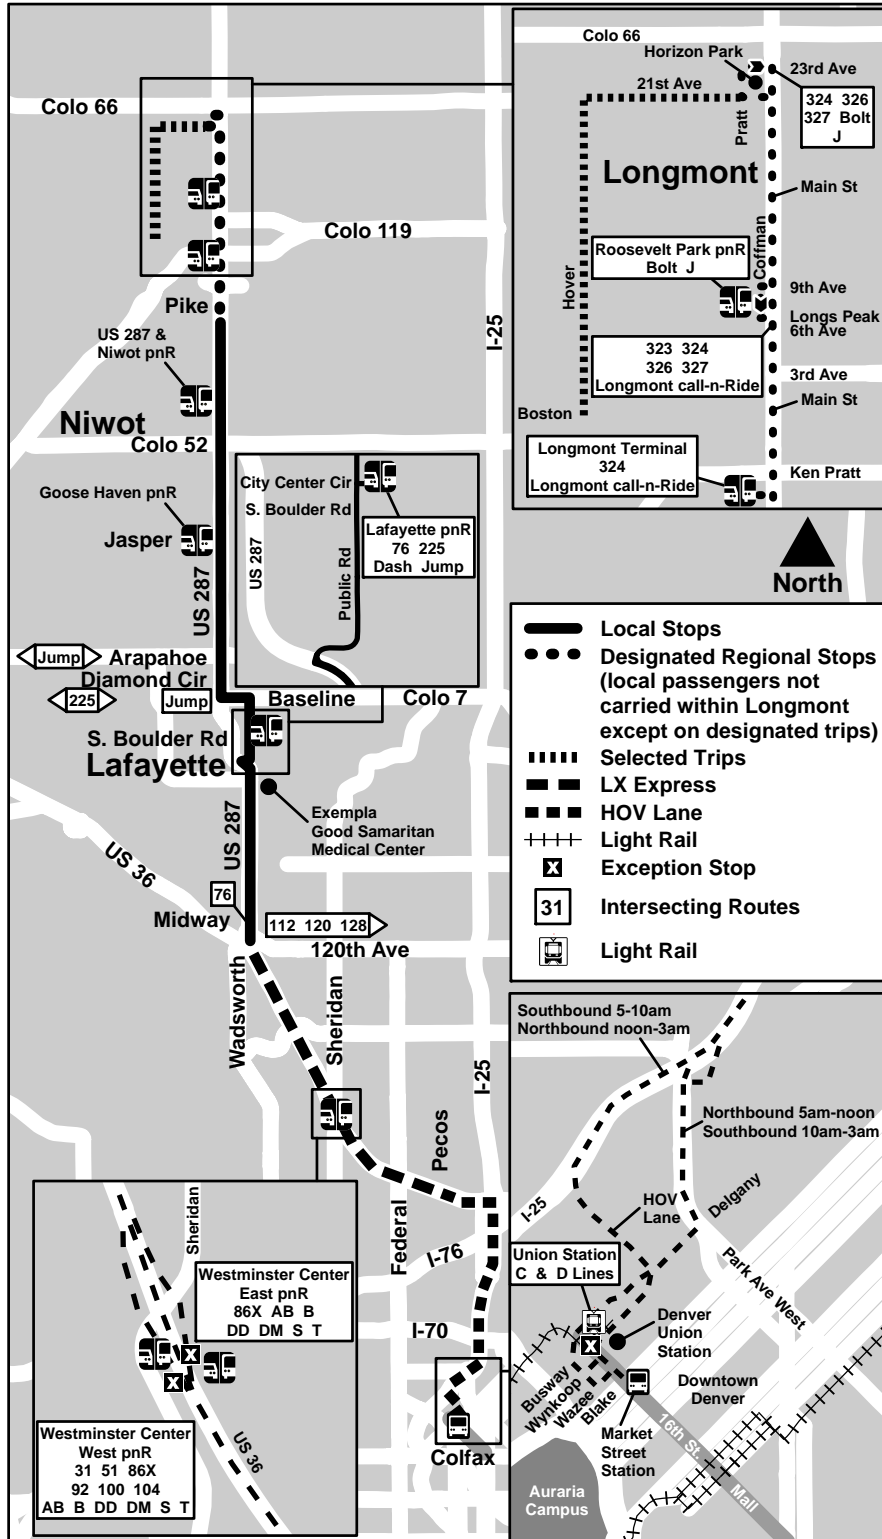 Colo 66
Colo 119
Pike
I-25
US 287 &
Niwot pnR
Niwot
Colo 52
Goose Haven pnR
Jasper
US 287
Jump
Arapahoe
Diamond Cir
225
Jump
Baseline
Colo 7
S. Boulder Rd
Lafayette
US 287
Exempla
Good Samaritan
Medical Center
US 36
76
Midway
112 120 128
120th Ave
Wadsworth
Sheridan
I-25
Pecos
Federal
I-76
I-70
Colfax
Colo 66
Horizon Park
23rd Ave
21st Ave
324 326
327 Bolt
J
Pratt
Longmont
Main St
Roosevelt Park pnR
Bolt J
Coffman
Hover
9th Ave
Longs Peak
6th Ave
323 324
326 327
Longmont call-n-Ride
3rd Ave
Main St
Boston
Longmont Terminal
324
Longmont call-n-Ride
Ken Pratt
North
City Center Cir
S. Boulder Rd
US 287
Public Rd
Lafayette pnR
76 225
Dash Jump
Local Stops
Designated Regional Stops
(local passengers not
carried within Longmont
except on designated trips)
Selected Trips
LX Express
HOV Lane
Light Rail
X Exception Stop
31 Intersecting Routes
Light Rail
Sheridan
Westminster Center
East pnR
86X AB B
DD DM S T
X
X
Westminster Center
West pnR
31 51 86X
92 100 104
AB B DD DM S T
US 36
Southbound 5-10am
Northbound noon-3am
Northbound 5am-noon
Southbound 10am-3am
I-25
HOV
Lane
Delgany
Park Ave West
Union Station
C & D Lines
X
Denver
Union
Station
Busway
Wynkoop
Wazee
Blake
Market
Street
Station
Downtown
Denver
16th St. Mall
Auraria
Campus